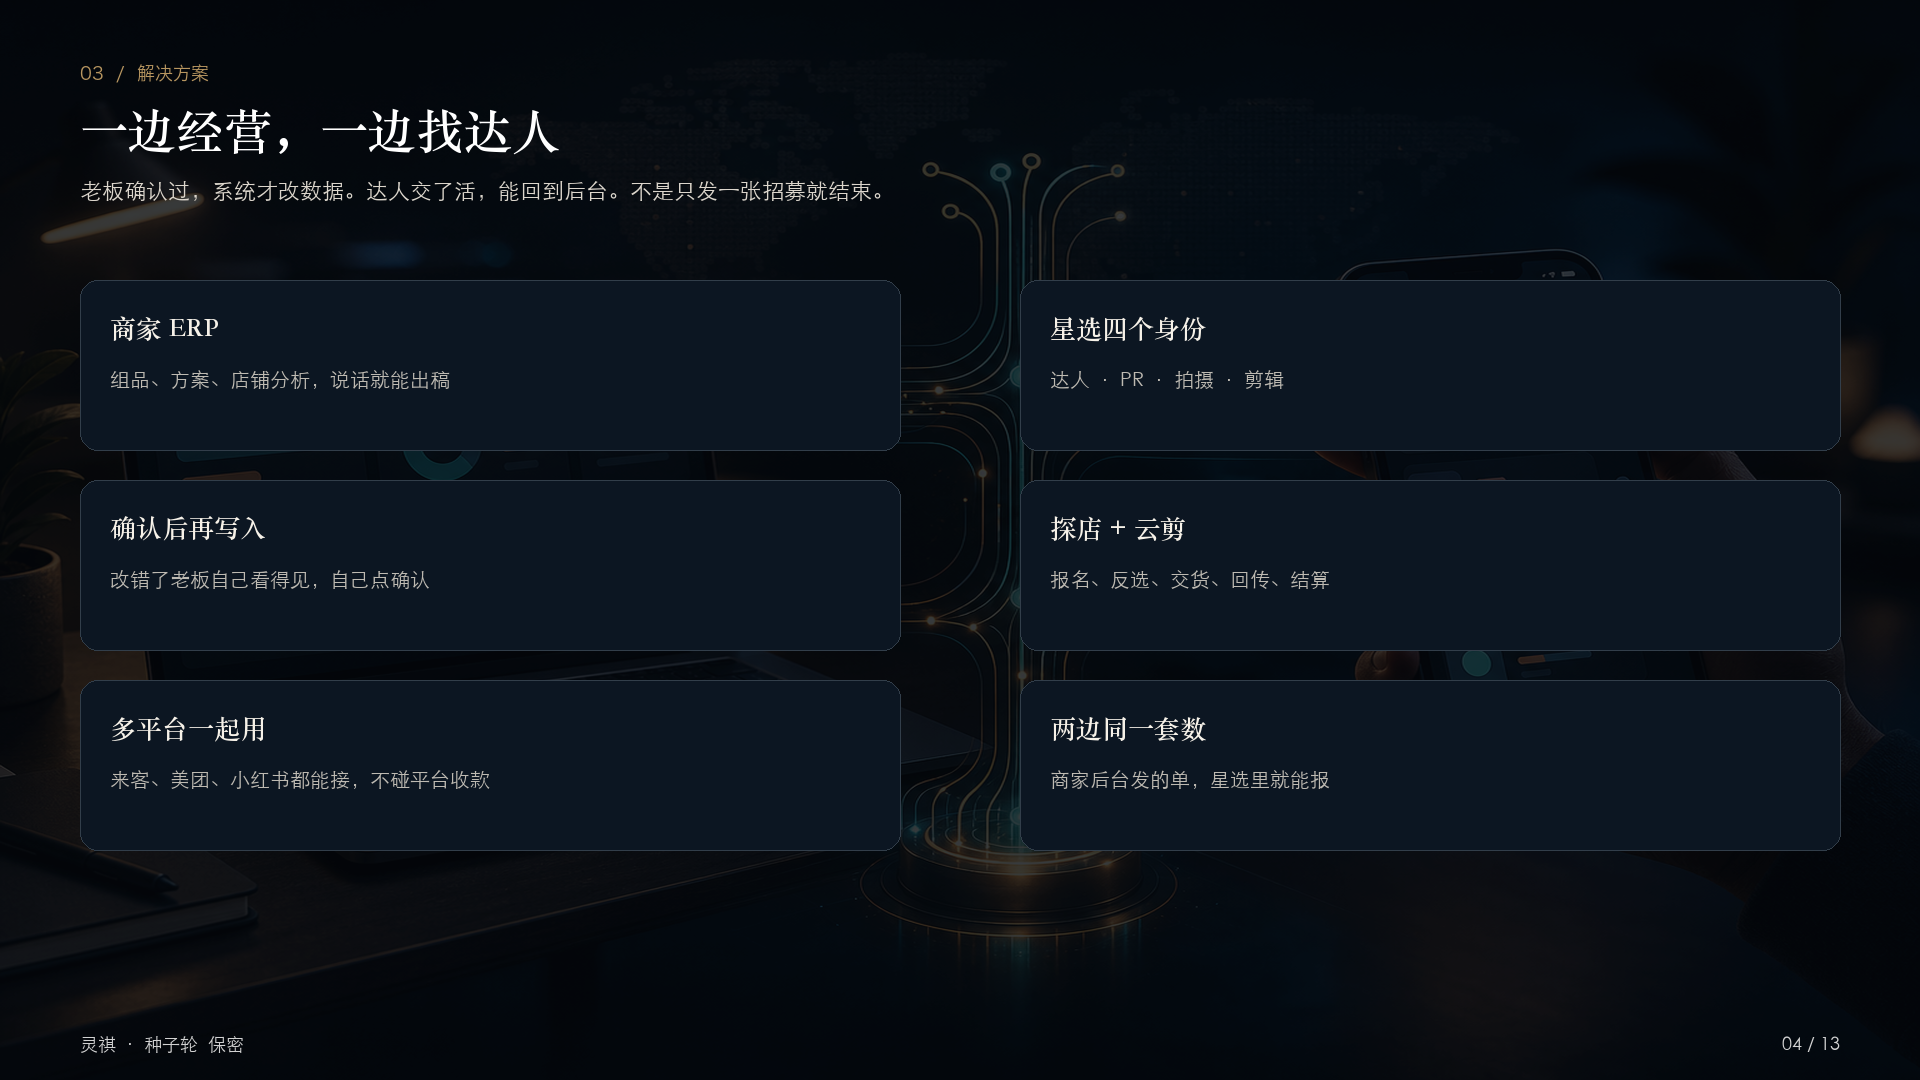 03 / 解决方案
一边经营，一边找达人
老板确认过，系统才改数据。达人交了活，能回到后台。不是只发一张招募就结束。
商家 ERP
组品、方案、店铺分析，说话就能出稿
星选四个身份
达人 · PR · 拍摄 · 剪辑
确认后再写入
改错了老板自己看得见，自己点确认
探店 + 云剪
报名、反选、交货、回传、结算
多平台一起用
来客、美团、小红书都能接，不碰平台收款
两边同一套数
商家后台发的单，星选里就能报
灵祺 · 种子轮 保密
04 / 13